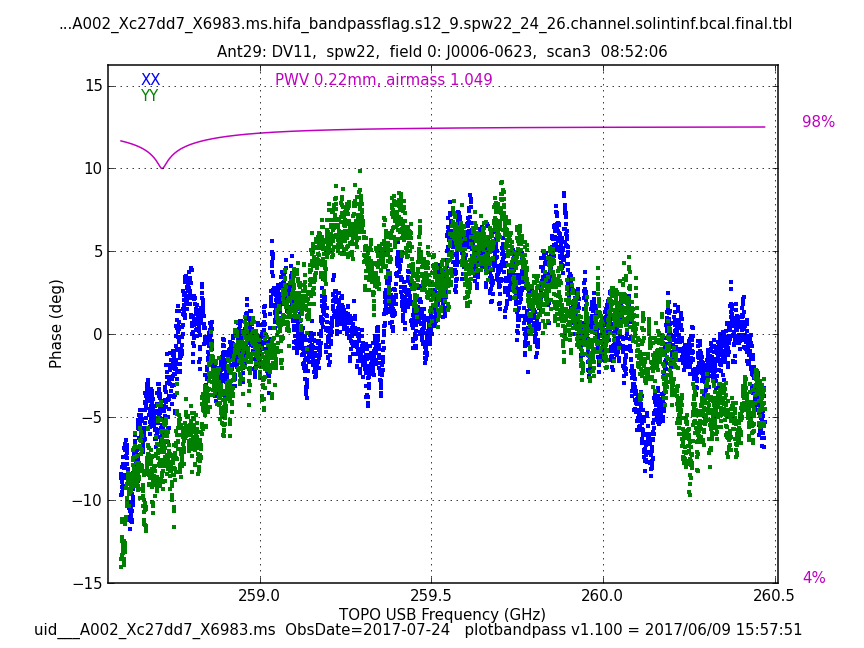 ...A002_Xc27dd7_X6983.ms.hifa_bandpassflag.s12_9.spw22_24_26.channel.solintinf.bcal.final.tbl
Ant29: DV11,  spw22,  field 0: J0006-0623,  scan3  08:52:06
XX
YY
PWV 0.22mm, airmass 1.049
98%
4%
15
10
5
0
−5
−10
−15
Phase (deg)
259.0
259.5
260.0
260.5
TOPO USB Frequency (GHz)
uid___A002_Xc27dd7_X6983.ms  ObsDate=2017-07-24   plotbandpass v1.100 = 2017/06/09 15:57:51